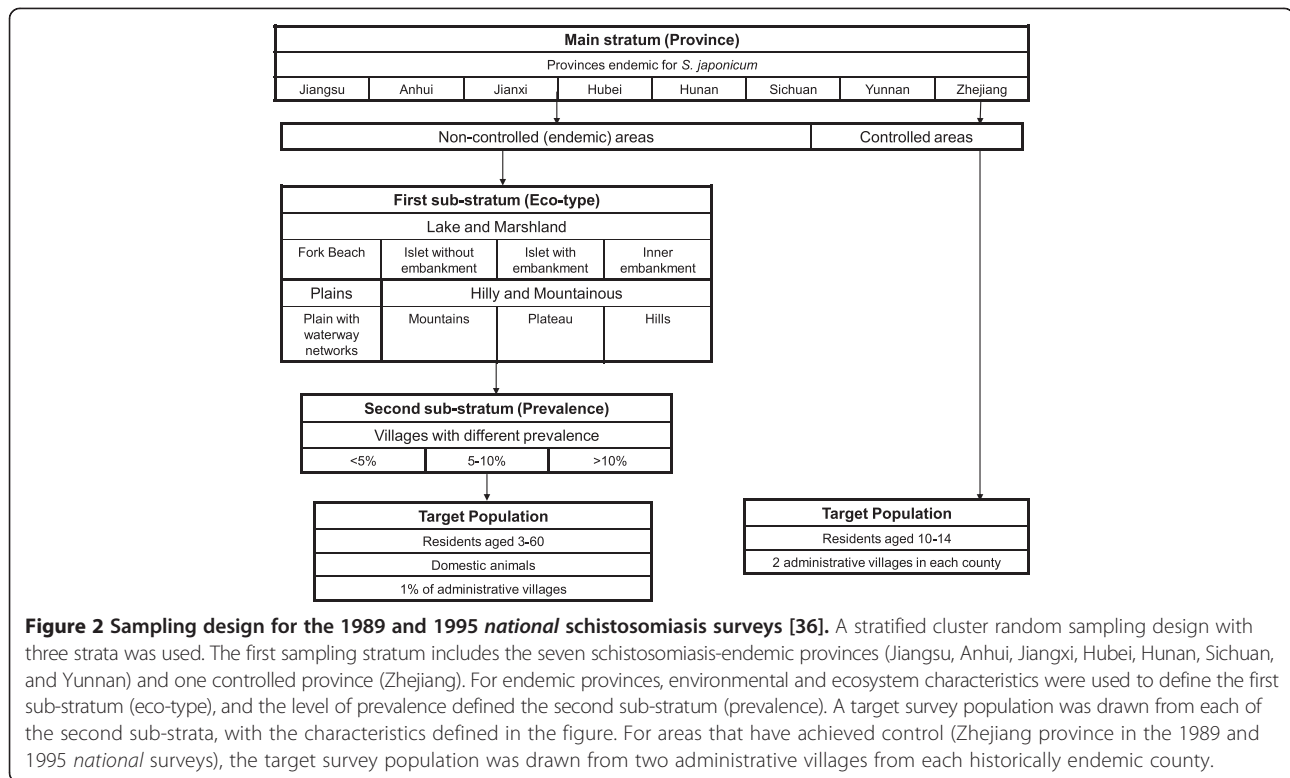 Main stratum (Province)
Provinces endemic for S. japonicum
Jiangsu Anhui Jianxi Hubei Hunan Sichuan Yunnan Zhejiang
Non-controlled (endemic) areas Controlled areas
First sub-stratum (Eco-type)
Lake and Marshland
Fork Beach Islet without Islet with Inner
embankment embankment embankment
Plains Hilly and Mountainous
Plain with Mountains Plateau Hills
waterway
networks
Second sub-stratum (Prevalence)
Villages with different prevalence
<5% 5-10% >10%
Target Population
Residents aged 3-60
Domestic animals
1% of administrative villages
Target Population
Residents aged 10-14
2 administrative villages in each county
Figure 2 Sampling design for the 1989 and 1995 national schistosomiasis surveys [36]. A stratified cluster random sampling design with
three strata was used. The first sampling stratum includes the seven schistosomiasis-endemic provinces (Jiangsu, Anhui, Jiangxi, Hubei, Hunan, Sichuan,
and Yunnan) and one controlled province (Zhejiang). For endemic provinces, environmental and ecosystem characteristics were used to define the first
sub-stratum (eco-type), and the level of prevalence defined the second sub-stratum (prevalence). A target survey population was drawn from each of
the second sub-strata, with the characteristics defined in the figure. For areas that have achieved control (Zhejiang province in the 1989 and
1995 national surveys), the target survey population was drawn from two administrative villages from each historically endemic county.